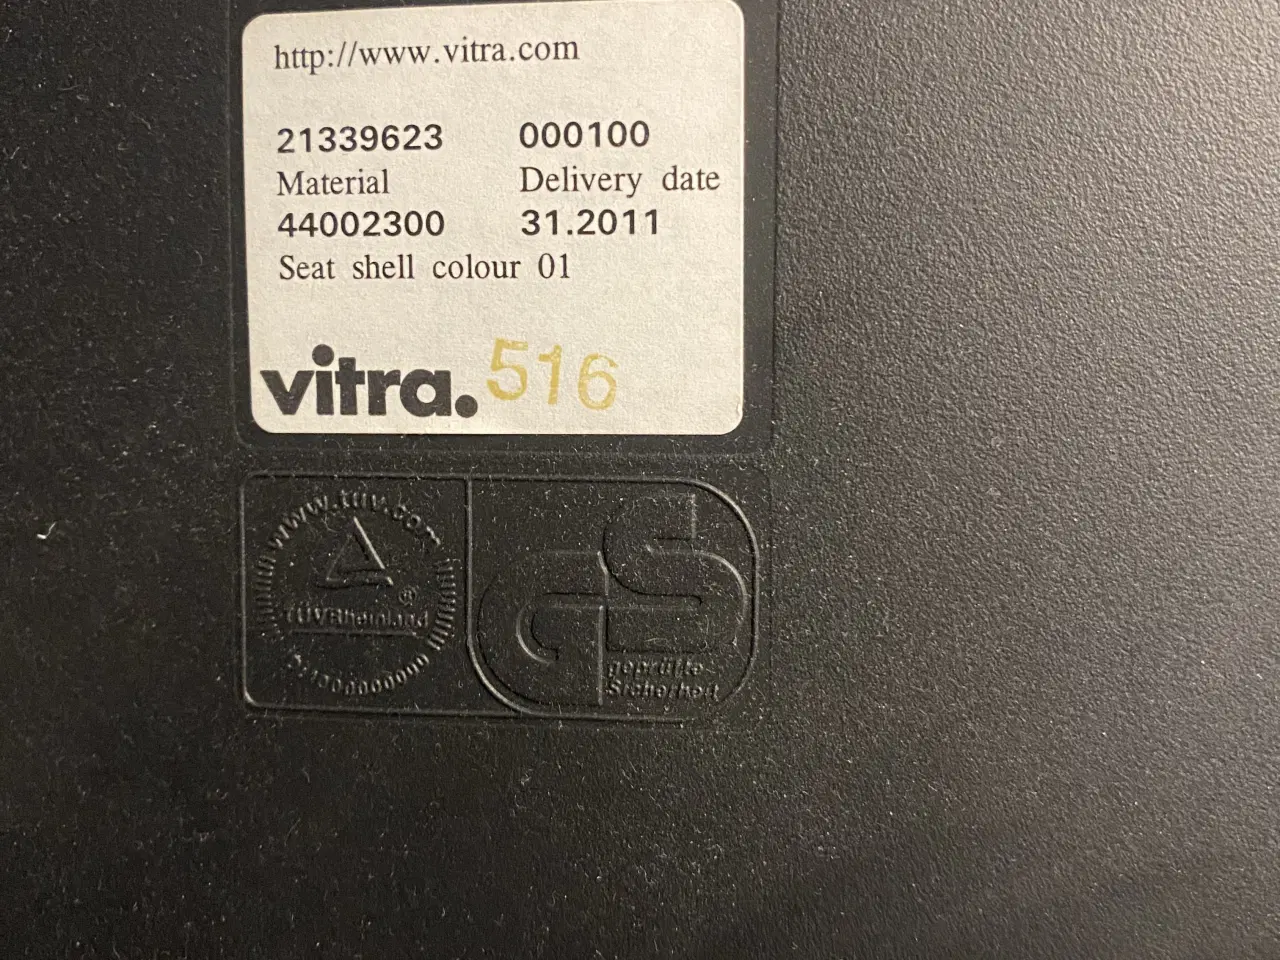 http://www.vitra.com
21339623 000100
Material Delivery date
44002300 31.2011
Seat shell colour 01
vitra. 516
www.tuv.com
TÜVRheinland ®
GS
geprüfte
Sicherheit